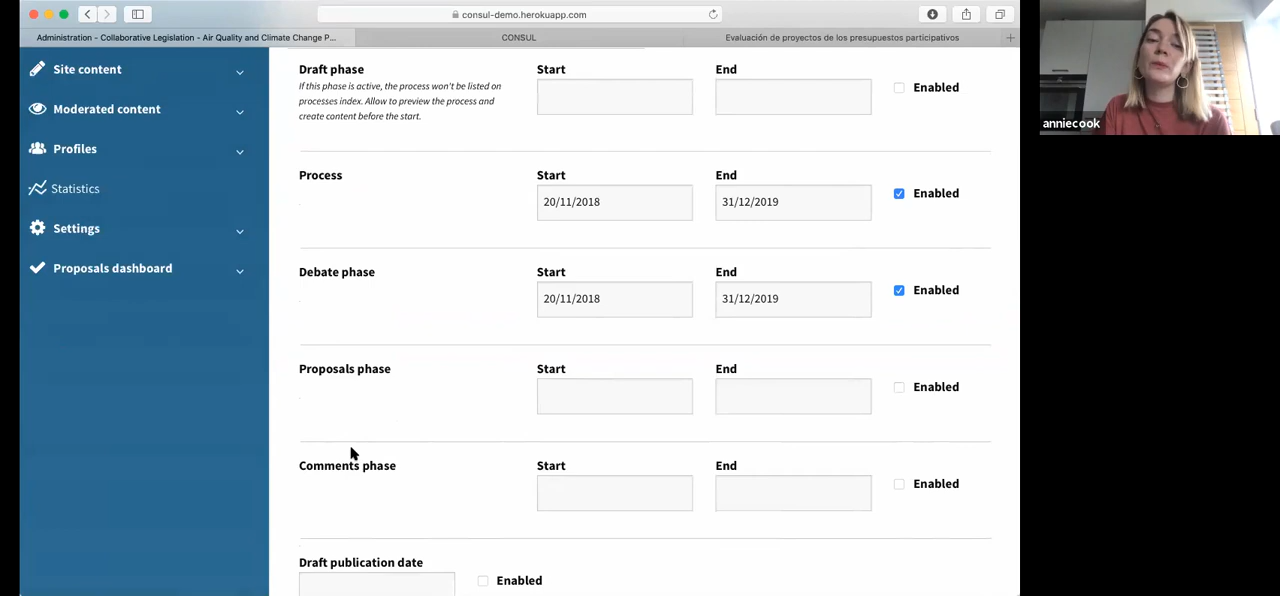 consul-demo.herokuapp.com
Administration - Collaborative Legislation - Air Quality and Climate Change P...
CONSUL
Evaluación de proyectos de los presupuestos participativos
anniecook
Site content
Moderated content
Profiles
Statistics
Settings
Proposals dashboard
Draft phase
If this phase is active, the process won't be listed on
processes index. Allow to preview the process and
create content before the start.
Start
End
Enabled
Process
Start
20/11/2018
End
31/12/2019
Enabled
Debate phase
Start
20/11/2018
End
31/12/2019
Enabled
Proposals phase
Start
End
Enabled
Comments phase
Start
End
Enabled
Draft publication date
Enabled